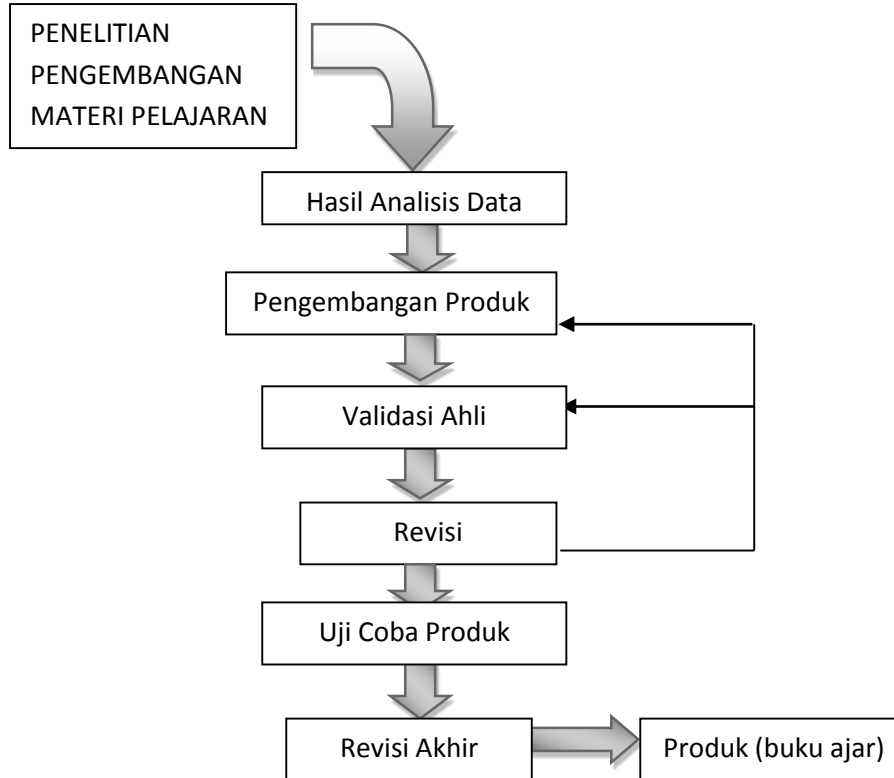 PENELITIAN
PENGEMBANGAN
MATERI PELAJARAN
Hasil Analisis Data
Pengembangan Produk
Validasi Ahli
Revisi
Uji Coba Produk
Revisi Akhir
Produk (buku ajar)